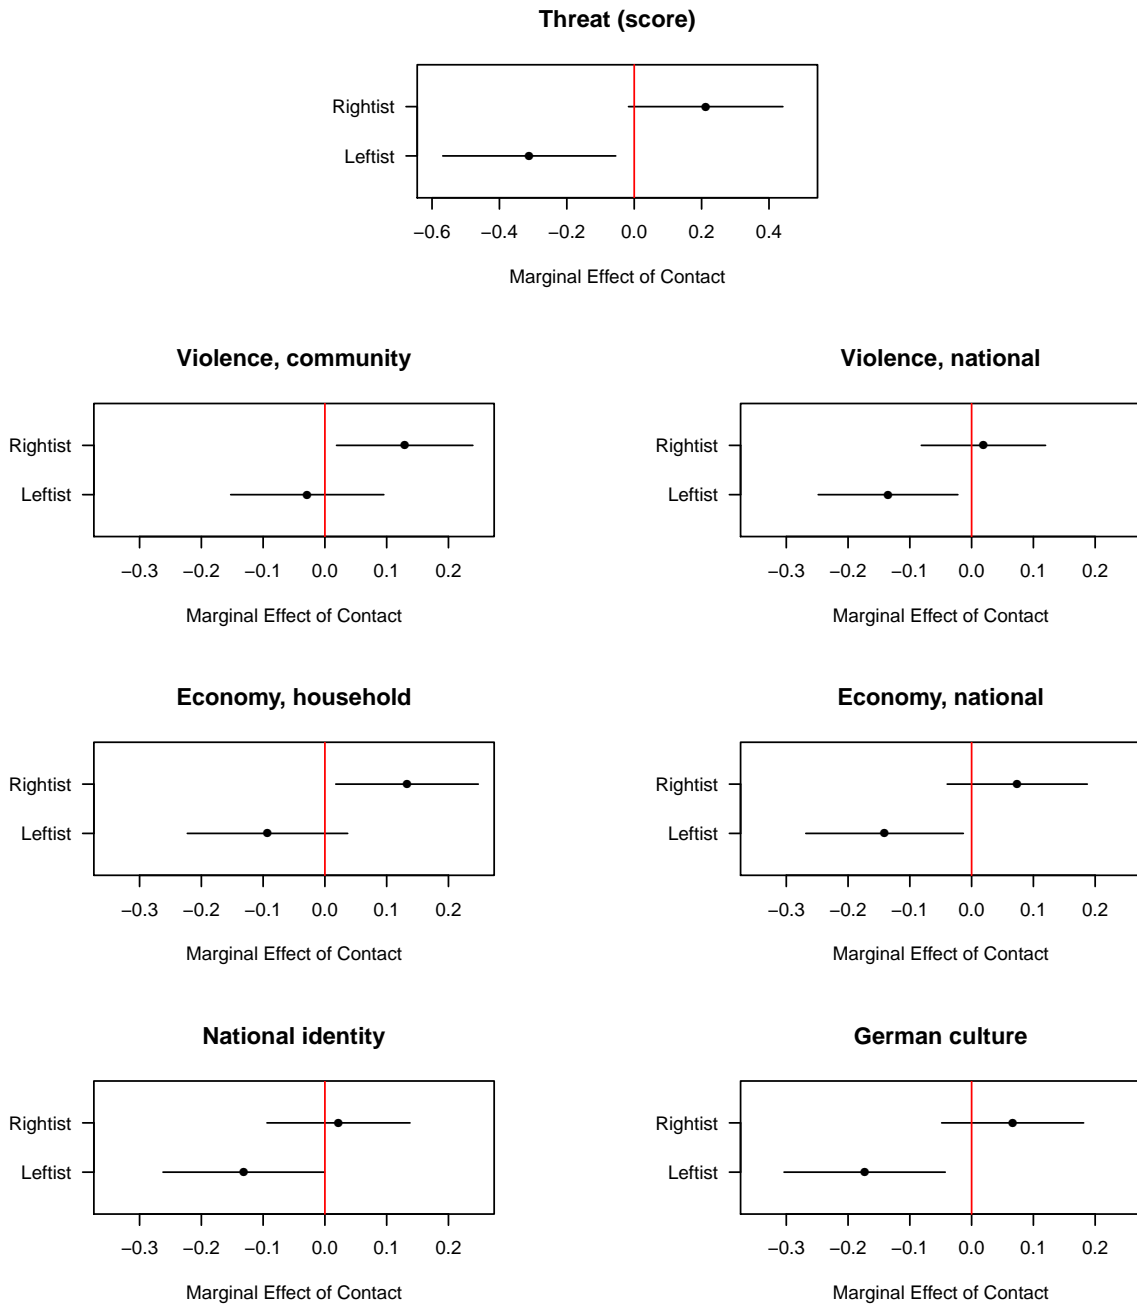 Threat (score)
Rightist
Leftist
−0.6 −0.4 −0.2 0.0 0.2 0.4
Marginal Effect of Contact
Violence, community
Rightist
Leftist
−0.3 −0.2 −0.1 0.0 0.1 0.2
Marginal Effect of Contact
Violence, national
Rightist
Leftist
−0.3 −0.2 −0.1 0.0 0.1 0.2
Marginal Effect of Contact
Economy, household
Rightist
Leftist
−0.3 −0.2 −0.1 0.0 0.1 0.2
Marginal Effect of Contact
Economy, national
Rightist
Leftist
−0.3 −0.2 −0.1 0.0 0.1 0.2
Marginal Effect of Contact
National identity
Rightist
Leftist
−0.3 −0.2 −0.1 0.0 0.1 0.2
Marginal Effect of Contact
German culture
Rightist
Leftist
−0.3 −0.2 −0.1 0.0 0.1 0.2
Marginal Effect of Contact